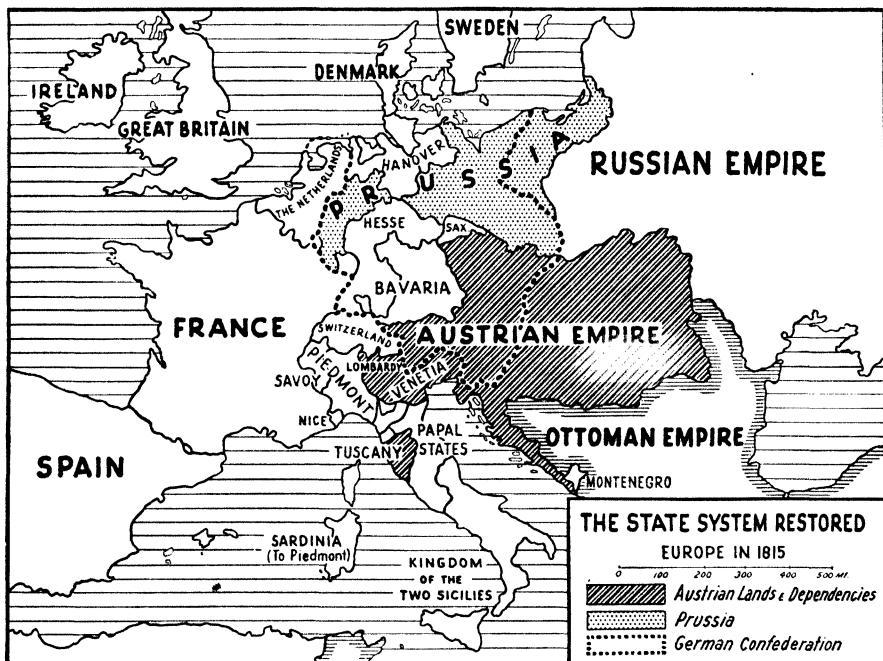 SWEDEN
DENMARK
IRELAND
GREAT BRITAIN
RUSSIAN EMPIRE
HANOVER
THE NETHERLANDS
PRUSSIA
HESSE
SAX
BAVARIA
FRANCE
SWITZERLAND
AUSTRIAN EMPIRE
PIEDMONT
LOMBARDY
VENETIA
SAVOY
NICE
PAPAL
STATES
OTTOMAN EMPIRE
SPAIN
TUSCANY
MONTENEGRO
SARDINIA
(To Piedmont)
KINGDOM
OF THE
TWO SICILIES
THE STATE SYSTEM RESTORED
EUROPE IN 1815
0 100 200 300 400 500 MI.
Austrian Lands & Dependencies
Prussia
German Confederation